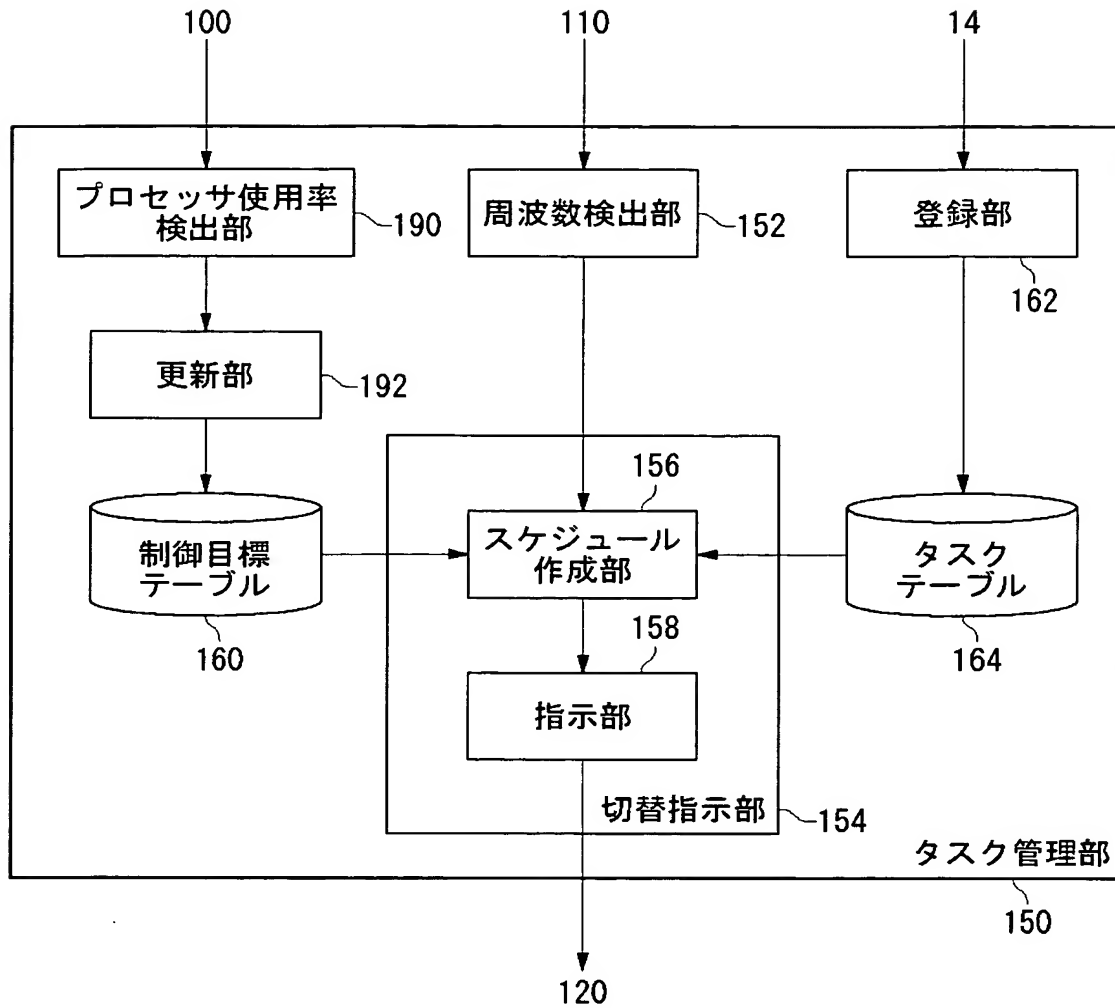 100
110
14
プロセッサ使用率
検出部
190
周波数検出部
152
登録部
162
更新部
192
156
制御目標
テーブル
160
スケジュール
作成部
タスク
テーブル
164
158
指示部
切替指示部
154
タスク管理部
150
120